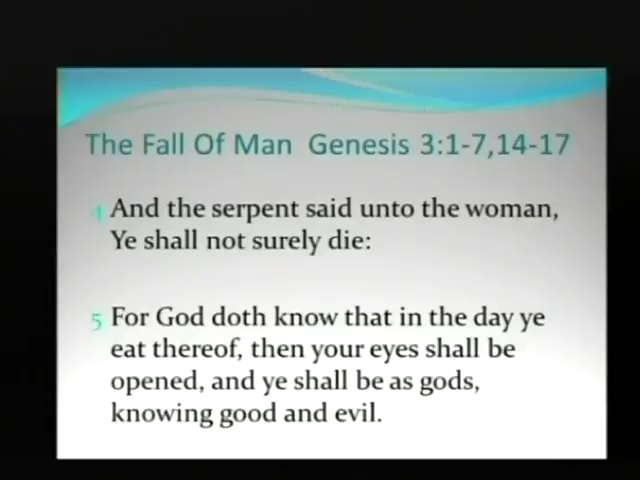 The Fall Of Man Genesis 3:1-7,14-17
4 And the serpent said unto the woman,
Ye shall not surely die:
5 For God doth know that in the day ye
eat thereof, then your eyes shall be
opened, and ye shall be as gods,
knowing good and evil.